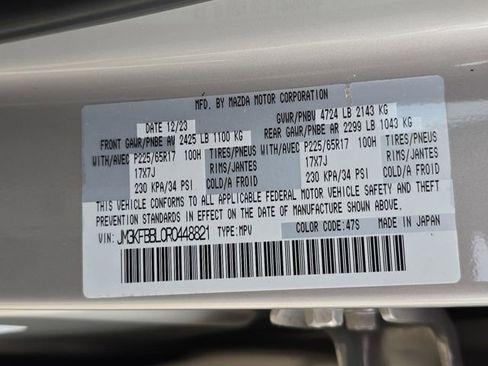 MFD. BY MAZDA MOTOR CORPORATION
DATE 12/23 GVWR/PNBV 4724 LB 2143 KG
FRONT GAWR/PNBE AV 2425 LB 1100 KG REAR GAWR/PNBE AR 2299 LB 1043 KG
WITH/AVEC P225/65R17 100H TIRES/PNEUS WITH/AVEC P225/65R17 100H TIRES/PNEUS
17X7J RIMS/JANTES 17X7J RIMS/JANTES
230 KPA/34 PSI COLD/A FROID 230 KPA/34 PSI COLD/A FROID
THIS VEHICLE CONFORMS TO ALL APPLICABLE FEDERAL MOTOR VEHICLE SAFETY AND THEFT
PREVENTION STANDARDS IN EFFECT ON THE DATE OF MANUFACTURE SHOWN ABOVE.
VIN: JM3KFBBL0R0448821 TYPE: MPV COLOR CODE: 47S MADE IN JAPAN